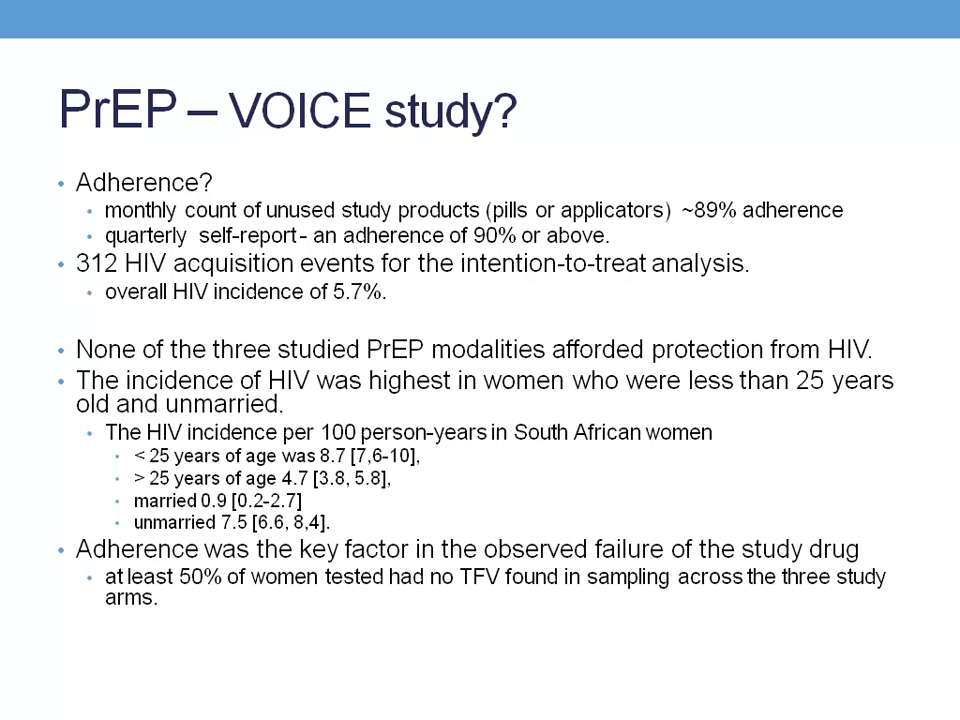 PrEP – VOICE study?
• Adherence?
• monthly count of unused study products (pills or applicators) ~89% adherence
• quarterly self-report - an adherence of 90% or above.
• 312 HIV acquisition events for the intention-to-treat analysis.
• overall HIV incidence of 5.7%.
• None of the three studied PrEP modalities afforded protection from HIV.
• The incidence of HIV was highest in women who were less than 25 years
old and unmarried.
• The HIV incidence per 100 person-years in South African women
• < 25 years of age was 8.7 [7,6-10],
• > 25 years of age 4.7 [3.8, 5.8],
• married 0.9 [0.2-2.7]
• unmarried 7.5 [6.6, 8,4].
• Adherence was the key factor in the observed failure of the study drug
• at least 50% of women tested had no TFV found in sampling across the three study
arms.